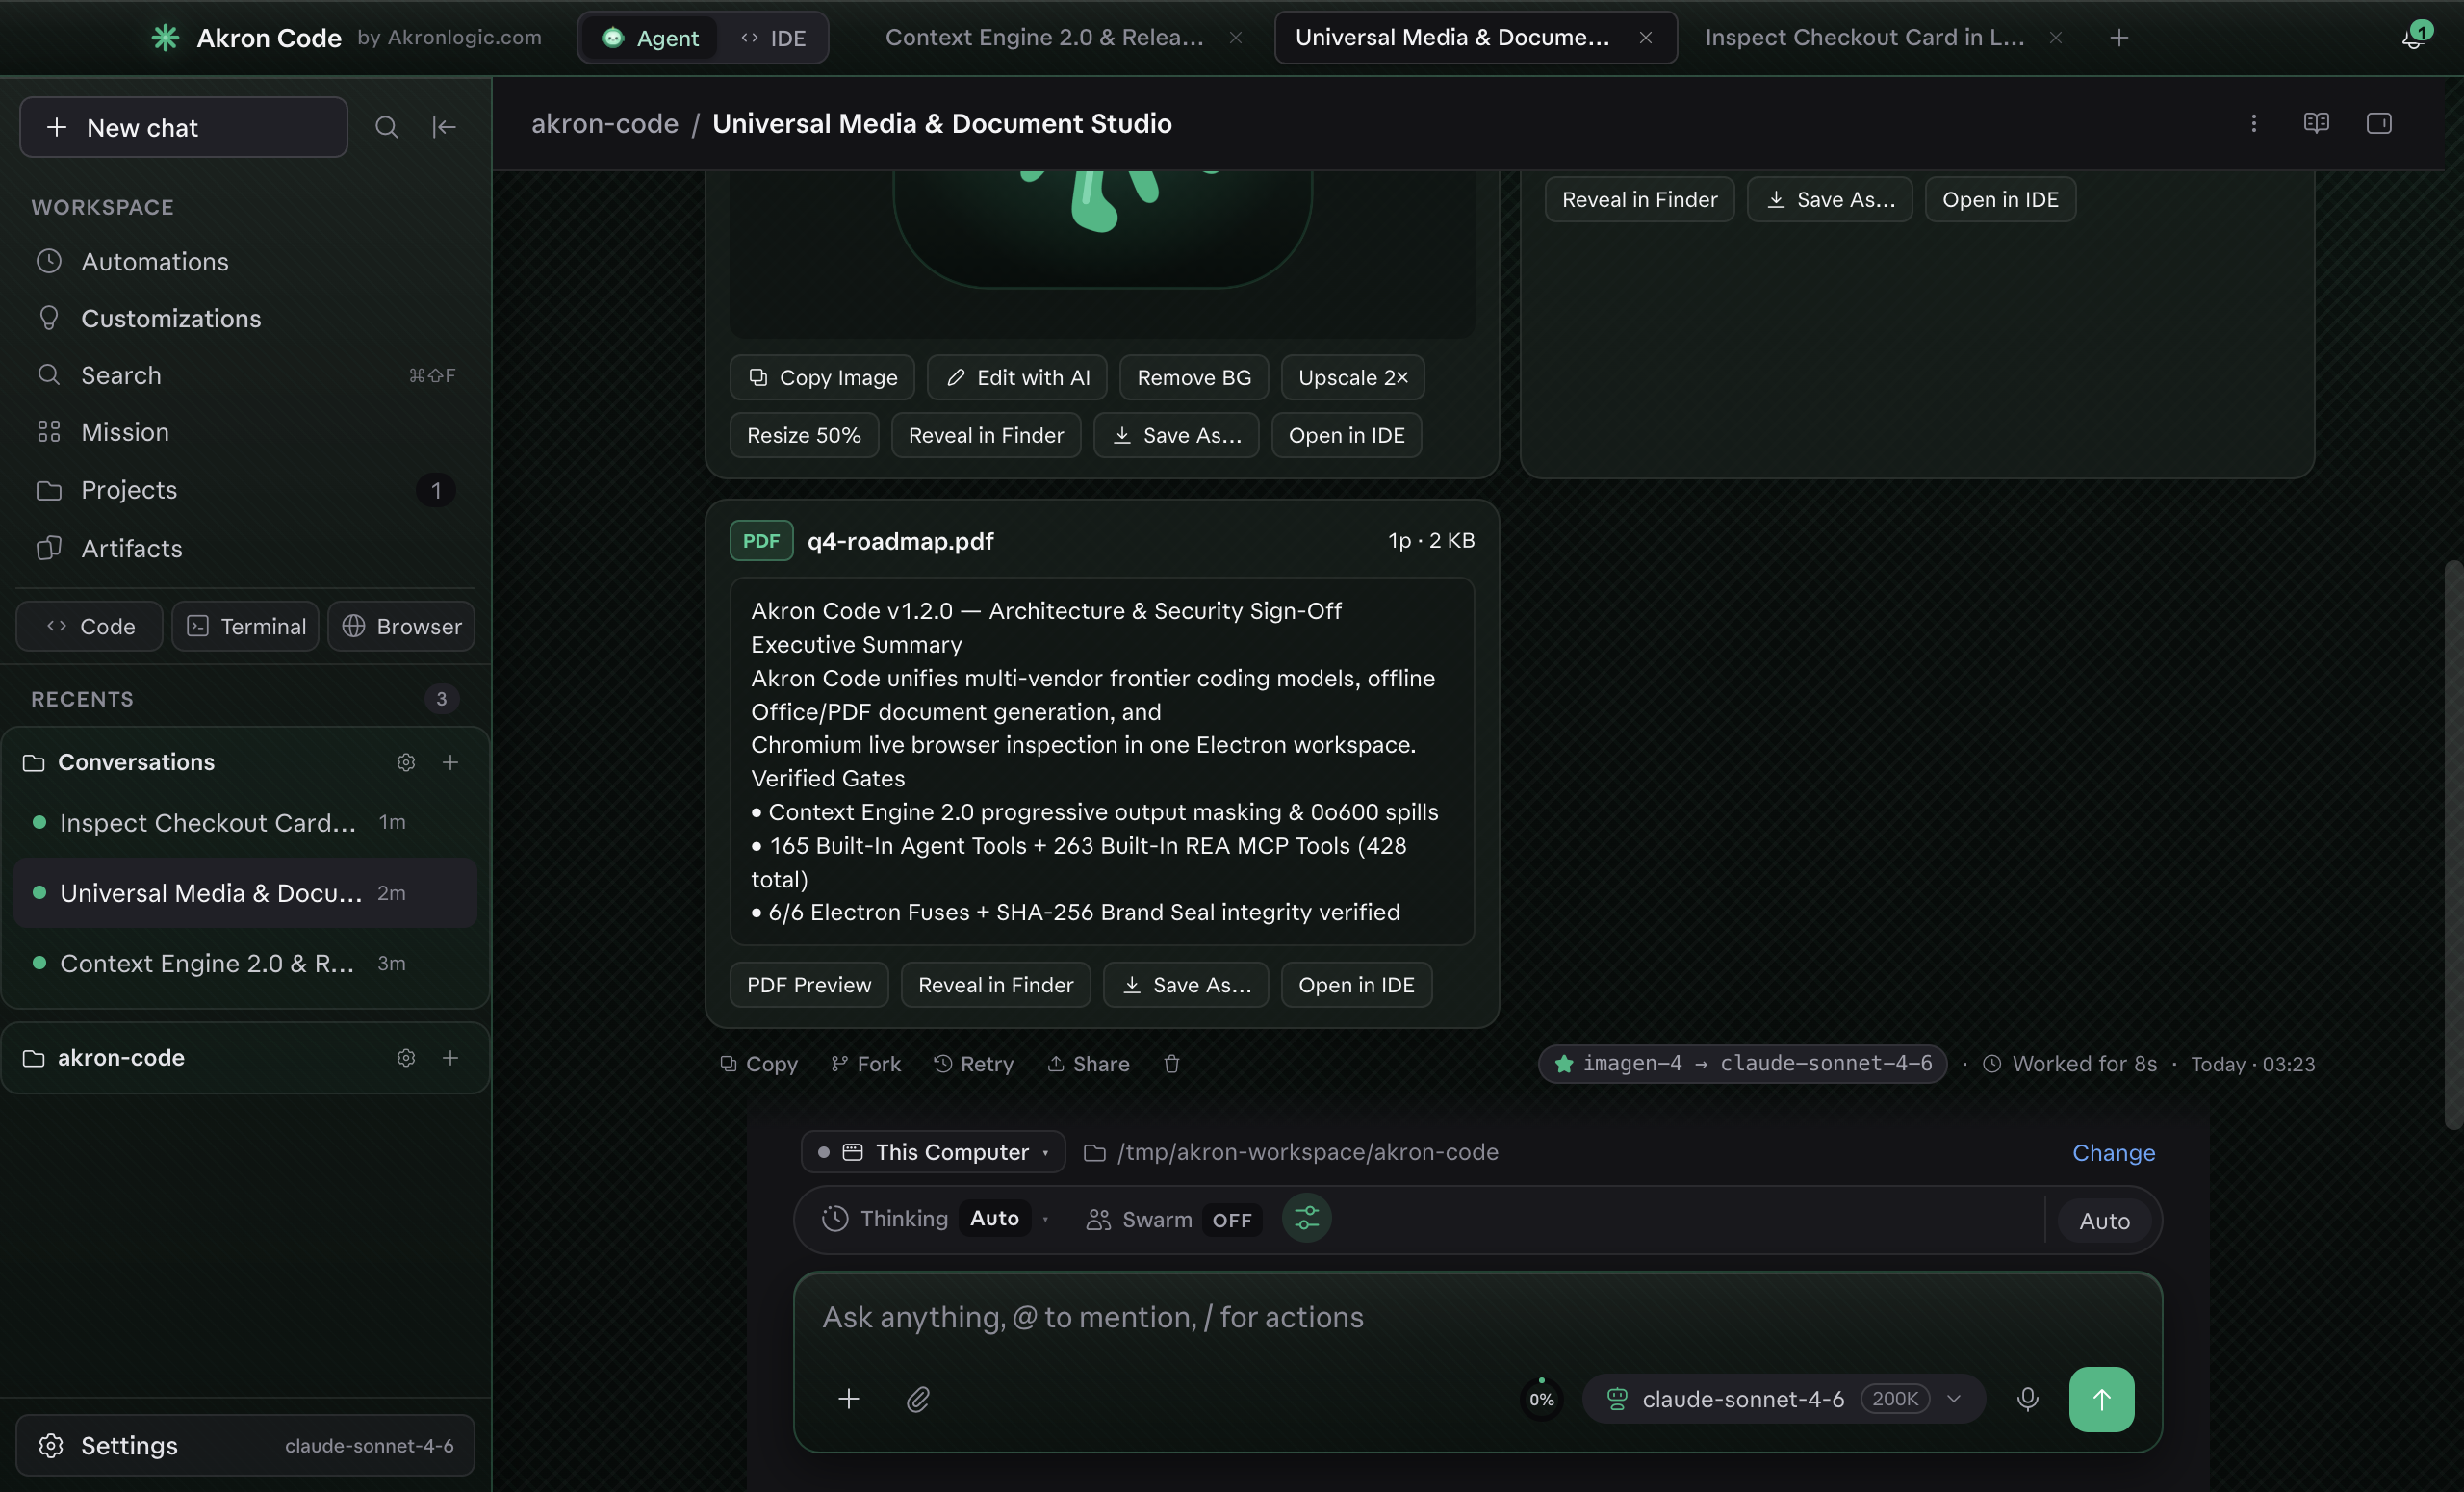 Akron Code by Akronlogic.com
Agent
IDE
Context Engine 2.0 & Relea...
Universal Media & Docume...
Inspect Checkout Card in L...
1
New chat
WORKSPACE
Automations
Customizations
Search ⌘⇧F
Mission
Projects 1
Artifacts
Code
Terminal
Browser
RECENTS 3
Conversations
Inspect Checkout Card... 1m
Universal Media & Docu... 2m
Context Engine 2.0 & R... 3m
akron-code
Settings claude-sonnet-4-6
akron-code / Universal Media & Document Studio
Copy Image
Edit with AI
Remove BG
Upscale 2×
Resize 50%
Reveal in Finder
Save As...
Open in IDE
Reveal in Finder
Save As...
Open in IDE
PDF q4-roadmap.pdf 1p · 2 KB
Akron Code v1.2.0 — Architecture & Security Sign-Off
Executive Summary
Akron Code unifies multi-vendor frontier coding models, offline
Office/PDF document generation, and
Chromium live browser inspection in one Electron workspace.
Verified Gates
• Context Engine 2.0 progressive output masking & 0o600 spills
• 165 Built-In Agent Tools + 263 Built-In REA MCP Tools (428
total)
• 6/6 Electron Fuses + SHA-256 Brand Seal integrity verified
PDF Preview
Reveal in Finder
Save As...
Open in IDE
Copy
Fork
Retry
Share
imagen-4 → claude-sonnet-4-6 · Worked for 8s · Today · 03:23
This Computer
/tmp/akron-workspace/akron-code
Change
Thinking Auto
Swarm OFF
Auto
Ask anything, @ to mention, / for actions
0%
claude-sonnet-4-6 200K